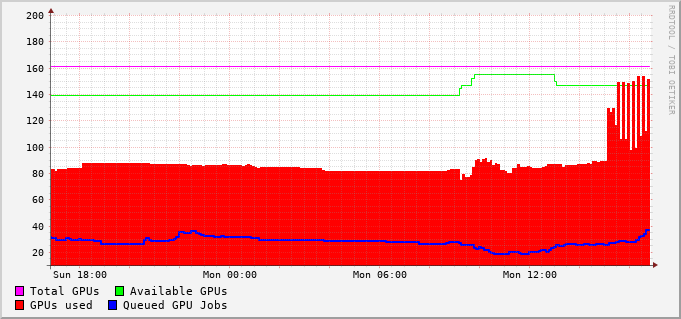 RRDTOOL / TOBI OETIKER
200
180
160
140
120
100
80
60
40
20
Sun 18:00 Mon 00:00 Mon 06:00 Mon 12:00
Total GPUs Available GPUs
GPUs used Queued GPU Jobs